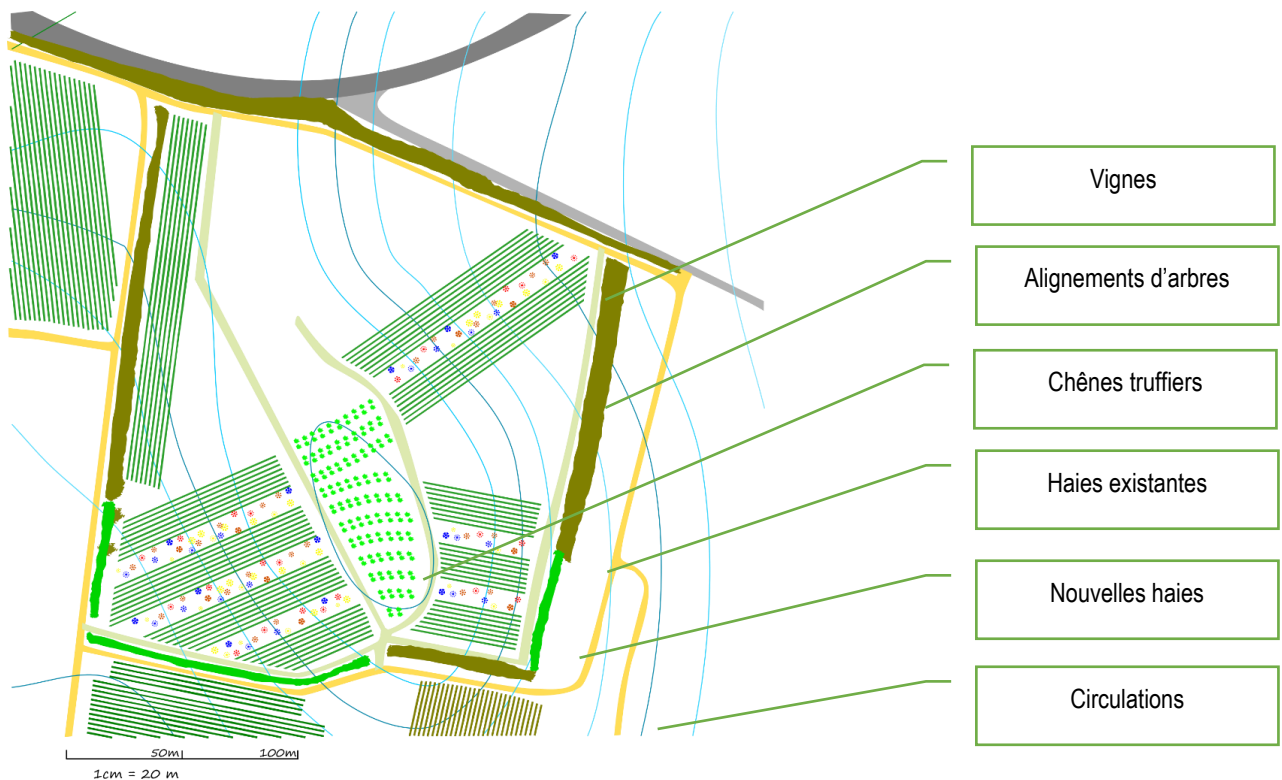 Vignes
Alignements d’arbres
Chênes truffiers
Haies existantes
Nouvelles haies
Circulations
50m 100m
1cm = 20 m